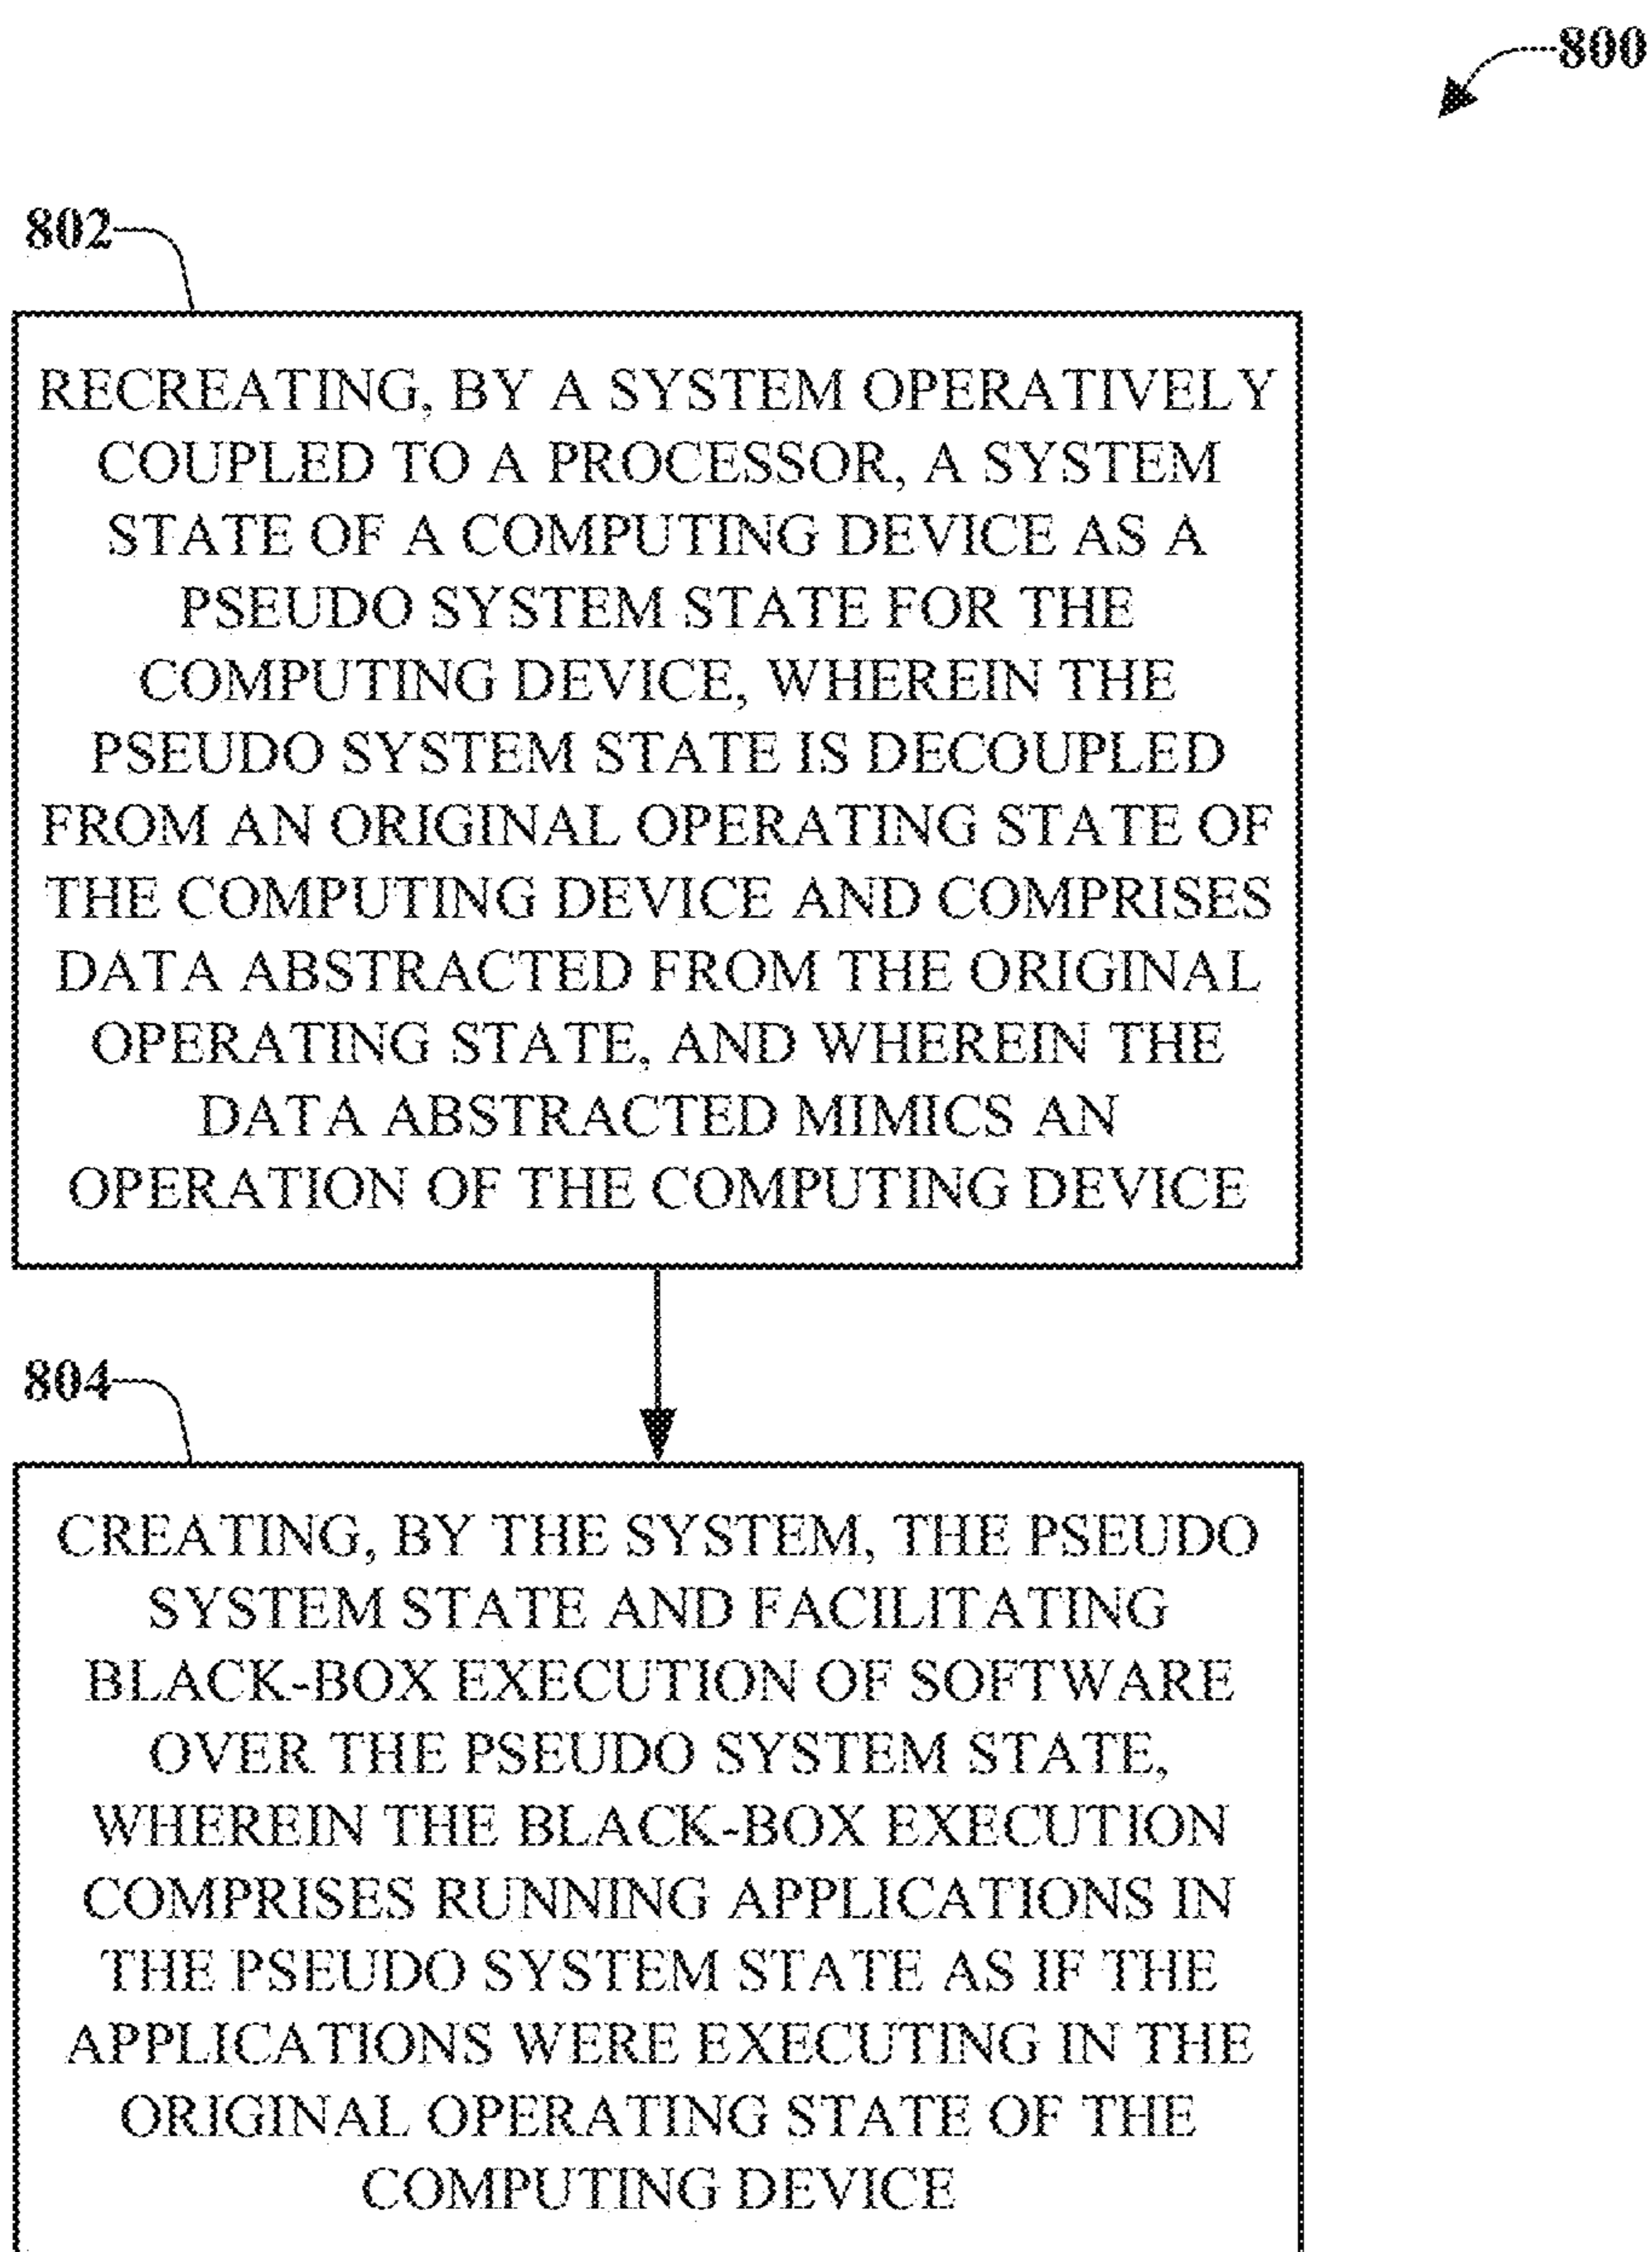 800
802
RECREATING, BY A SYSTEM OPERATIVELY
COUPLED TO A PROCESSOR, A SYSTEM
STATE OF A COMPUTING DEVICE AS A
PSEUDO SYSTEM STATE FOR THE
COMPUTING DEVICE, WHEREIN THE
PSEUDO SYSTEM STATE IS DECOUPLED
FROM AN ORIGINAL OPERATING STATE OF
THE COMPUTING DEVICE AND COMPRISES
DATA ABSTRACTED FROM THE ORIGINAL
OPERATING STATE, AND WHEREIN THE
DATA ABSTRACTED MIMICS AN
OPERATION OF THE COMPUTING DEVICE
804
CREATING, BY THE SYSTEM, THE PSEUDO
SYSTEM STATE AND FACILITATING
BLACK-BOX EXECUTION OF SOFTWARE
OVER THE PSEUDO SYSTEM STATE,
WHEREIN THE BLACK-BOX EXECUTION
COMPRISES RUNNING APPLICATIONS IN
THE PSEUDO SYSTEM STATE AS IF THE
APPLICATIONS WERE EXECUTING IN THE
ORIGINAL OPERATING STATE OF THE
COMPUTING DEVICE